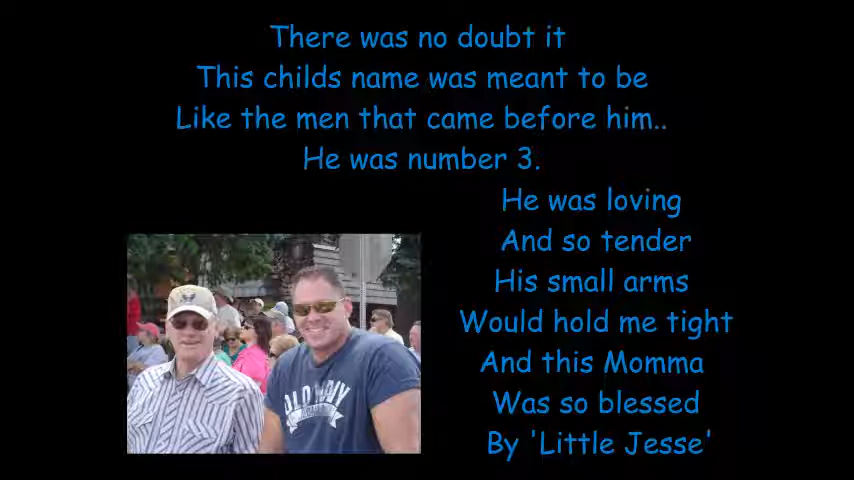 There was no doubt it
This childs name was meant to be
Like the men that came before him..
He was number 3.
He was loving
And so tender
His small arms
Would hold me tight
And this Momma
Was so blessed
By 'Little Jesse'
OLD NAVY